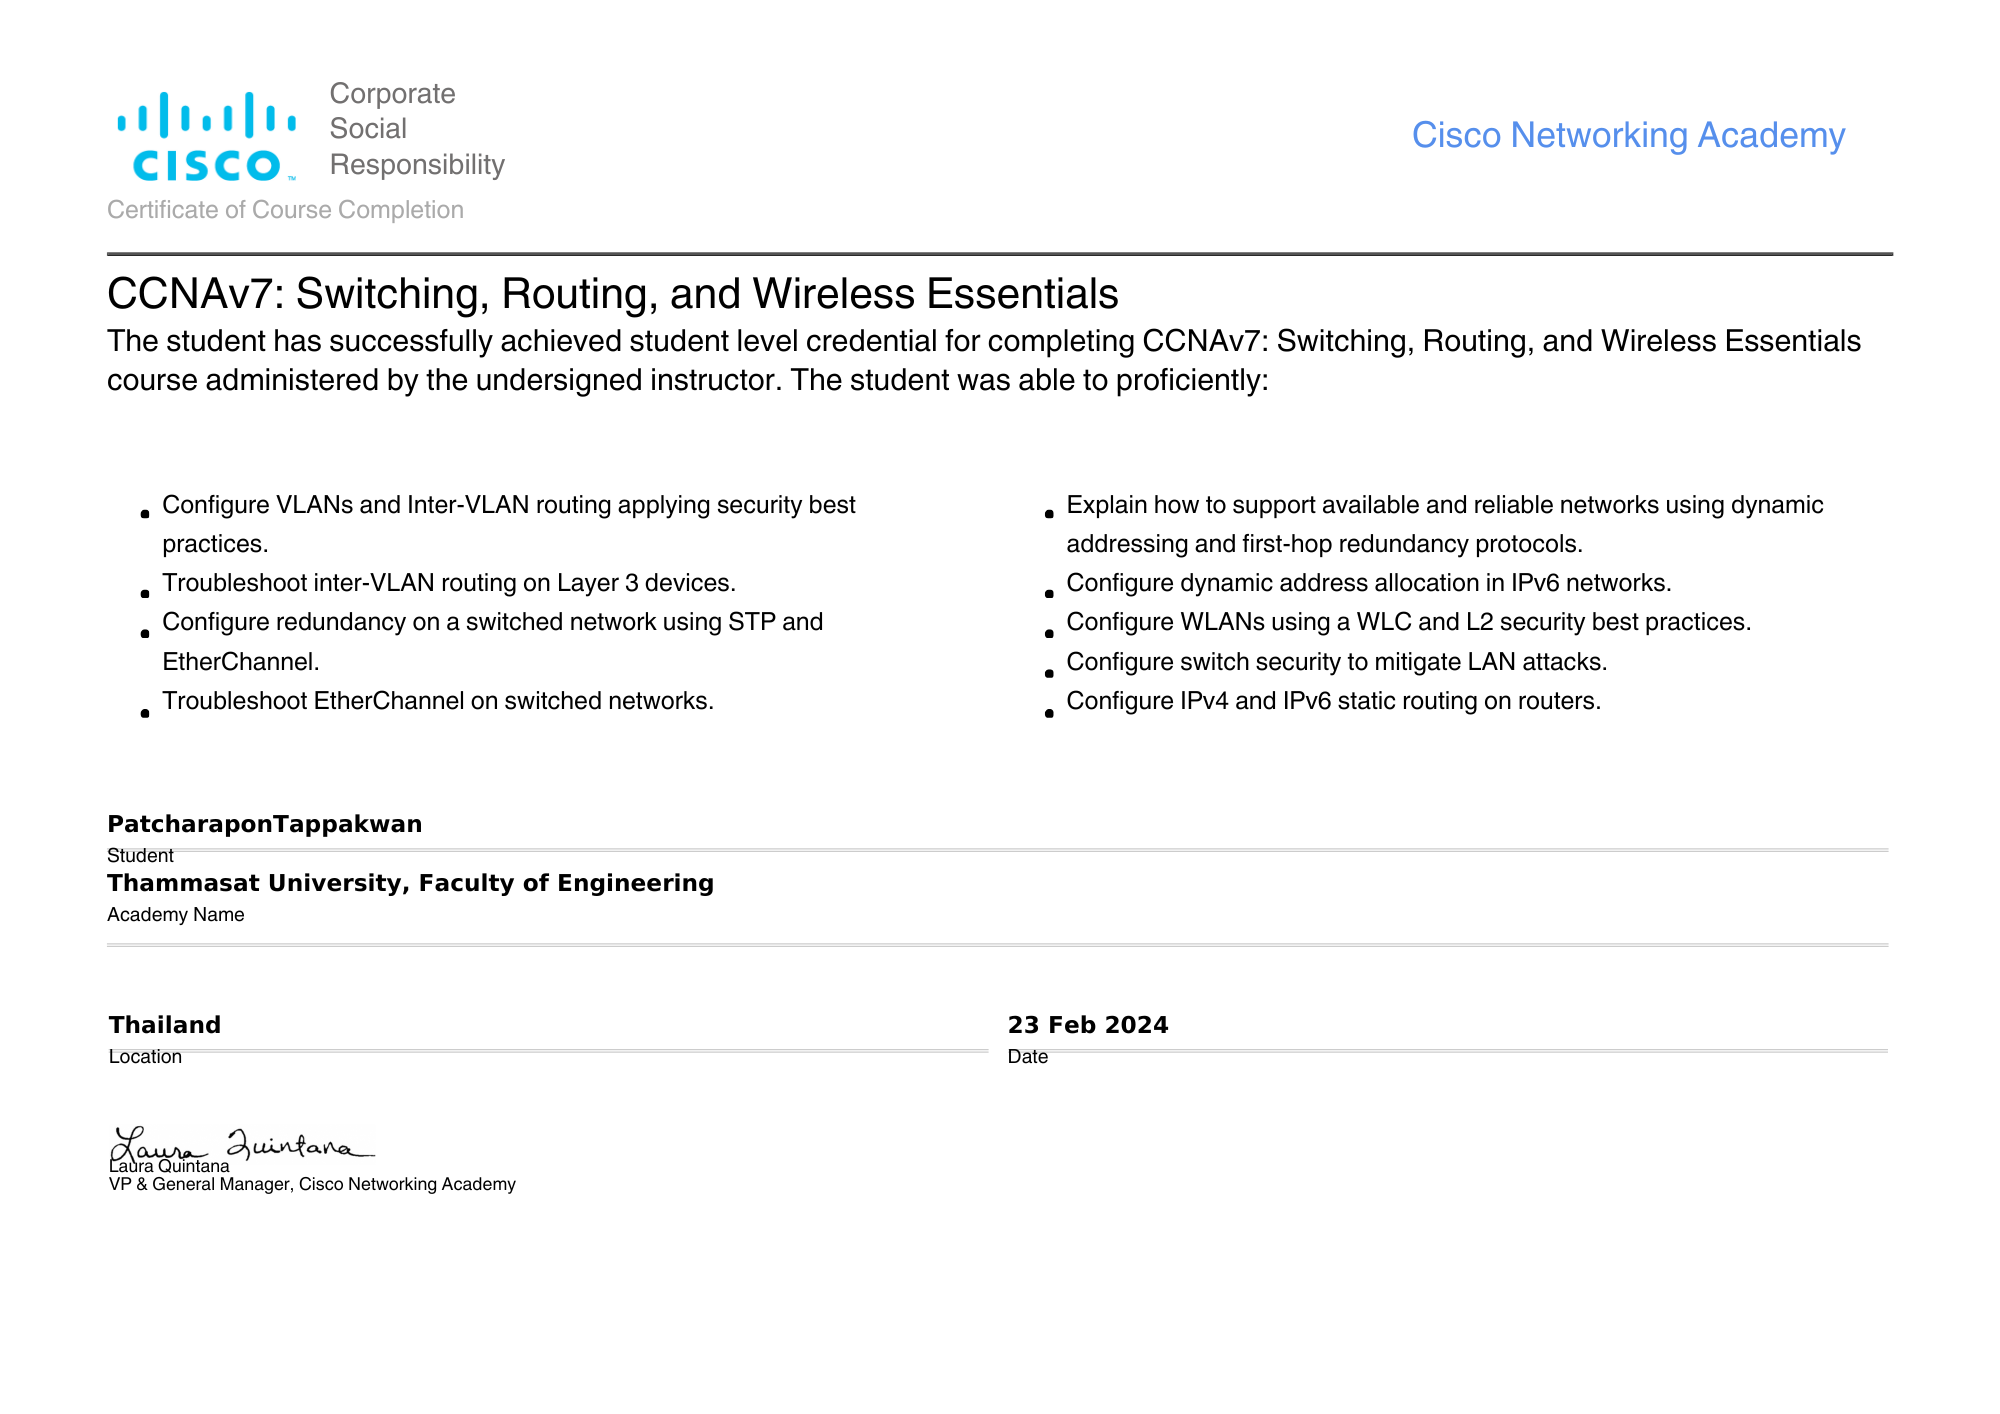 CISCO™
Corporate
Social
Responsibility
Cisco Networking Academy
Certificate of Course Completion
CCNAv7: Switching, Routing, and Wireless Essentials
The student has successfully achieved student level credential for completing CCNAv7: Switching, Routing, and Wireless Essentials
course administered by the undersigned instructor. The student was able to proficiently:
• Configure VLANs and Inter-VLAN routing applying security best
practices.
• Troubleshoot inter-VLAN routing on Layer 3 devices.
• Configure redundancy on a switched network using STP and
EtherChannel.
• Troubleshoot EtherChannel on switched networks.
• Explain how to support available and reliable networks using dynamic
addressing and first-hop redundancy protocols.
• Configure dynamic address allocation in IPv6 networks.
• Configure WLANs using a WLC and L2 security best practices.
• Configure switch security to mitigate LAN attacks.
• Configure IPv4 and IPv6 static routing on routers.
PatcharaponTappakwan
Student
Thammasat University, Faculty of Engineering
Academy Name
Thailand
Location
23 Feb 2024
Date
Laura Quintana
Laura Quintana
VP & General Manager, Cisco Networking Academy